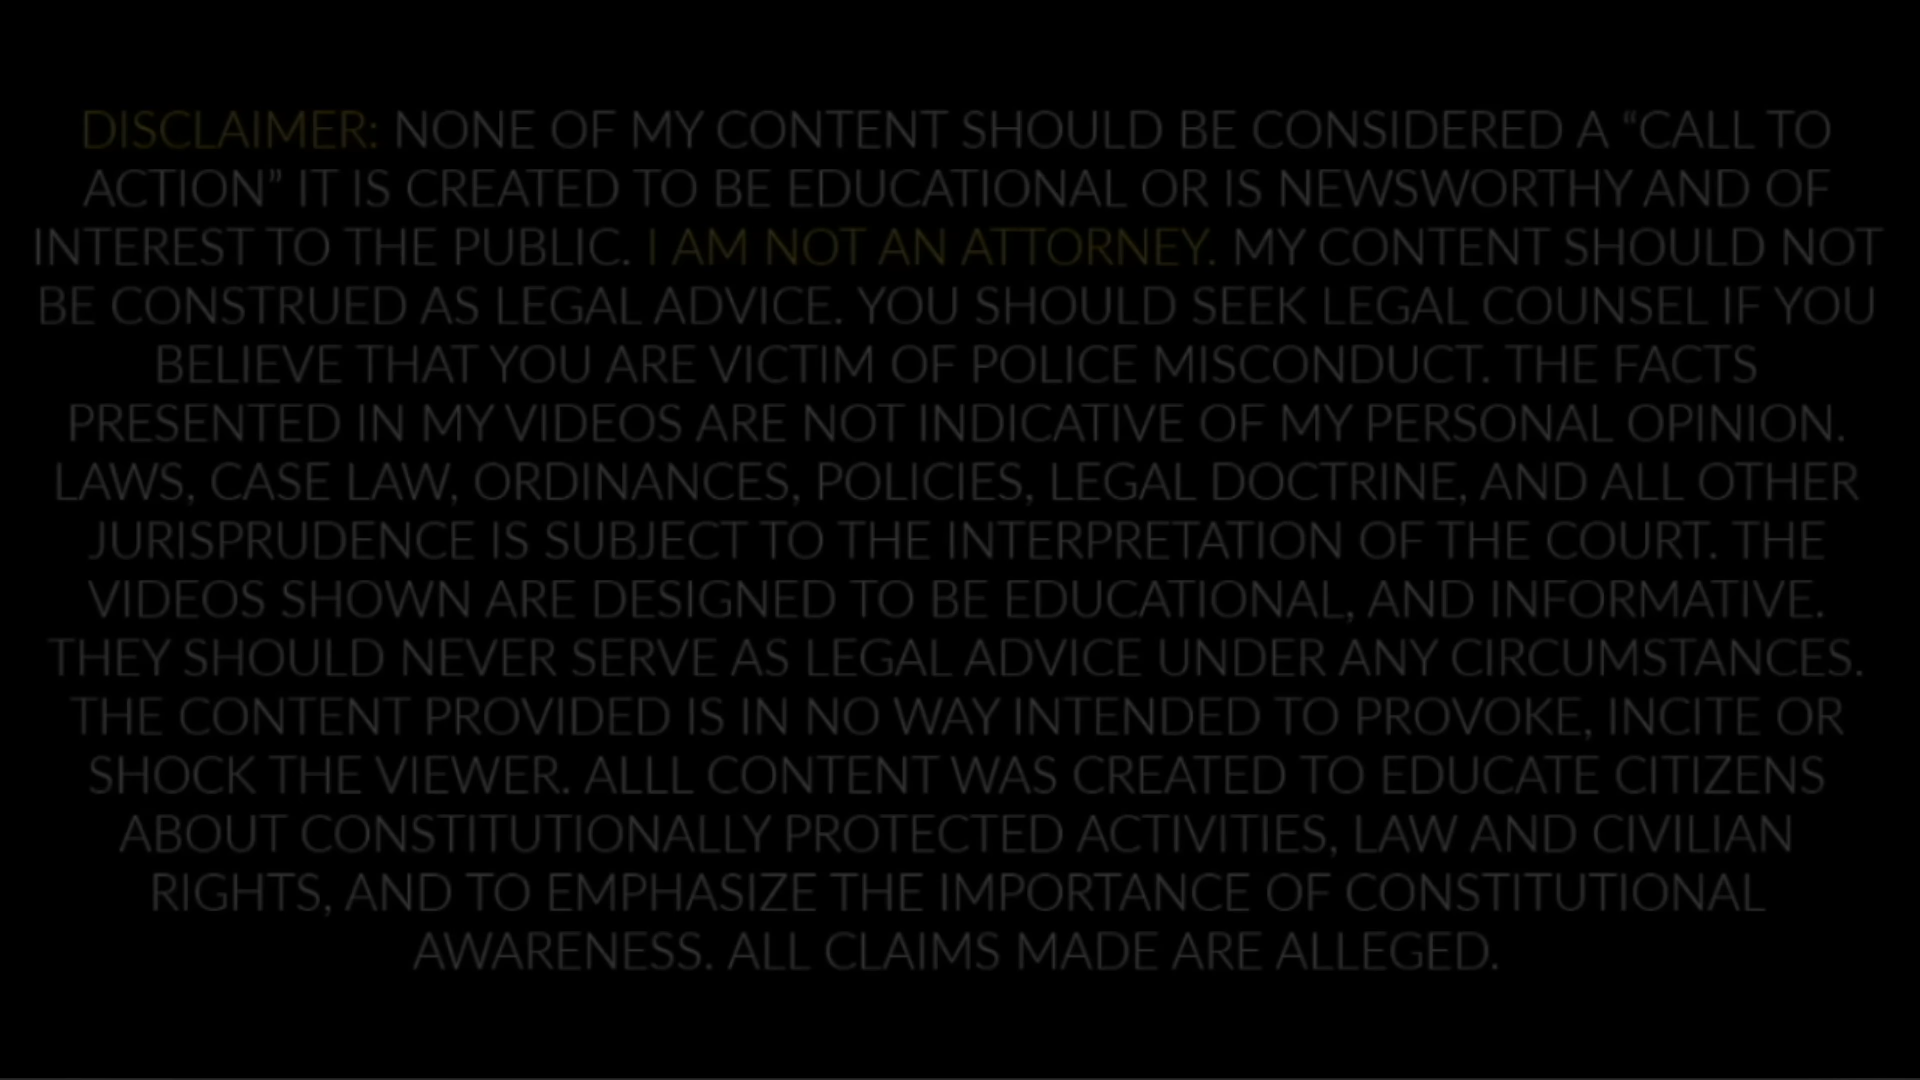 DISCLAIMER: NONE OF MY CONTENT SHOULD BE CONSIDERED A “CALL TO
ACTION” IT IS CREATED TO BE EDUCATIONAL OR IS NEWSWORTHY AND OF
INTEREST TO THE PUBLIC. I AM NOT AN ATTORNEY. MY CONTENT SHOULD NOT
BE CONSTRUED AS LEGAL ADVICE. YOU SHOULD SEEK LEGAL COUNSEL IF YOU
BELIEVE THAT YOU ARE VICTIM OF POLICE MISCONDUCT. THE FACTS
PRESENTED IN MY VIDEOS ARE NOT INDICATIVE OF MY PERSONAL OPINION.
LAWS, CASE LAW, ORDINANCES, POLICIES, LEGAL DOCTRINE, AND ALL OTHER
JURISPRUDENCE IS SUBJECT TO THE INTERPRETATION OF THE COURT. THE
VIDEOS SHOWN ARE DESIGNED TO BE EDUCATIONAL, AND INFORMATIVE.
THEY SHOULD NEVER SERVE AS LEGAL ADVICE UNDER ANY CIRCUMSTANCES.
THE CONTENT PROVIDED IS IN NO WAY INTENDED TO PROVOKE, INCITE OR
SHOCK THE VIEWER. ALLL CONTENT WAS CREATED TO EDUCATE CITIZENS
ABOUT CONSTITUTIONALLY PROTECTED ACTIVITIES, LAW AND CIVILIAN
RIGHTS, AND TO EMPHASIZE THE IMPORTANCE OF CONSTITUTIONAL
AWARENESS. ALL CLAIMS MADE ARE ALLEGED.